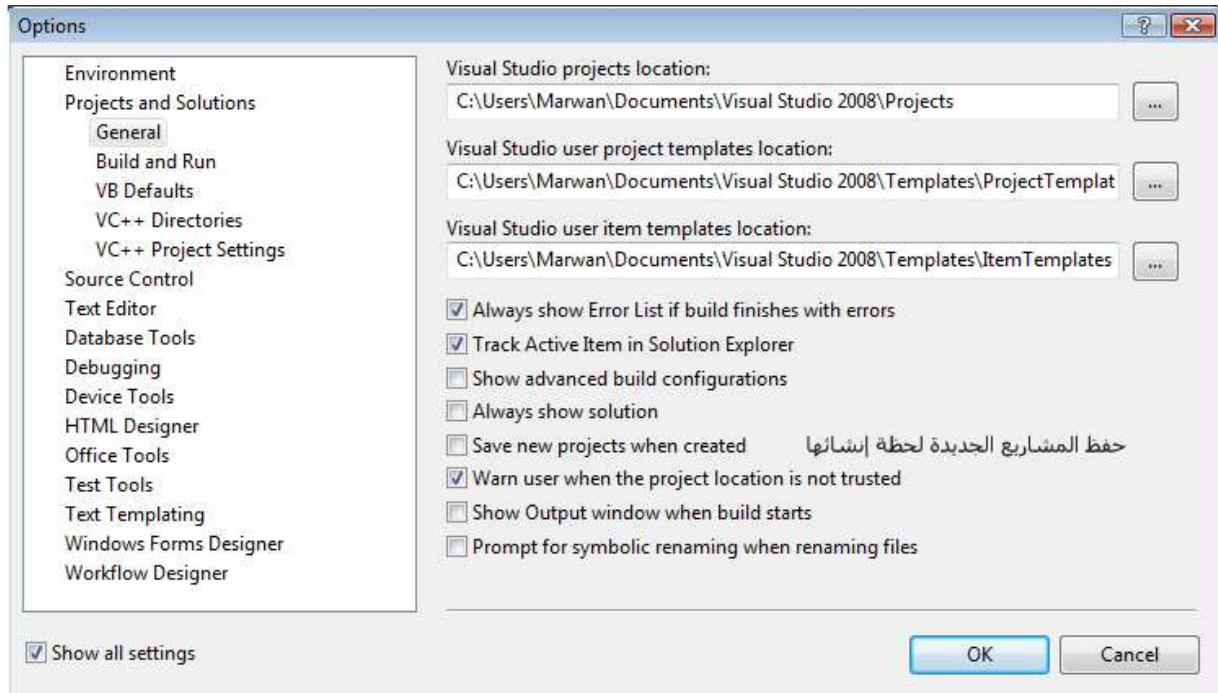 Options
Environment
Projects and Solutions
General
Build and Run
VB Defaults
VC++ Directories
VC++ Project Settings
Source Control
Text Editor
Database Tools
Debugging
Device Tools
HTML Designer
Office Tools
Test Tools
Text Templating
Windows Forms Designer
Workflow Designer
Show all settings
Visual Studio projects location:
C:\Users\Marwan\Documents\Visual Studio 2008\Projects
...
Visual Studio user project templates location:
C:\Users\Marwan\Documents\Visual Studio 2008\Templates\ProjectTemplat
...
Visual Studio user item templates location:
C:\Users\Marwan\Documents\Visual Studio 2008\Templates\ItemTemplates
...
Always show Error List if build finishes with errors
Track Active Item in Solution Explorer
Show advanced build configurations
Always show solution
Save new projects when created حفظ المشاريع الجديدة لحظة إنشائها
Warn user when the project location is not trusted
Show Output window when build starts
Prompt for symbolic renaming when renaming files
OK Cancel